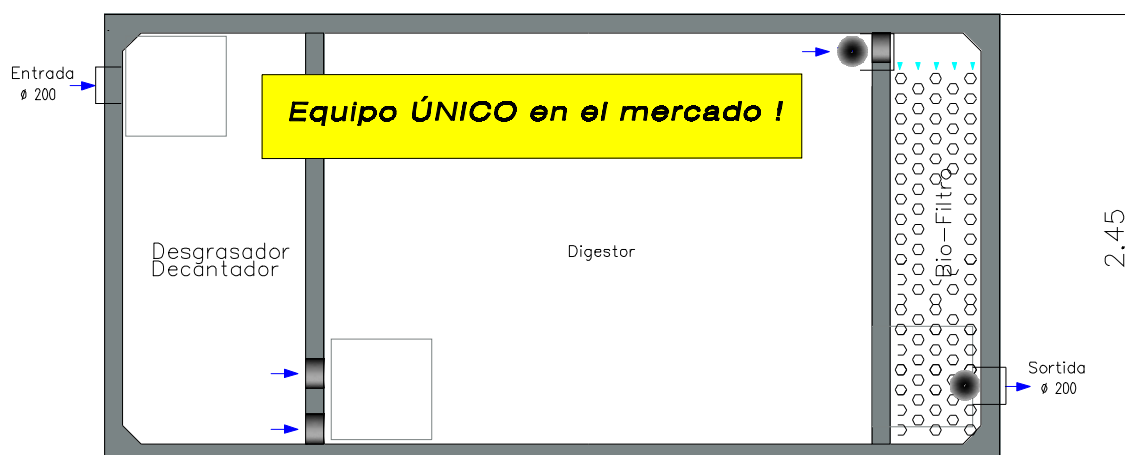 Equipo ÚNICO en el mercado !
Entrada
ø 200
Desgrasador
Decantador
Digestor
Bio-Filtro
2.45
Sortida
ø 200